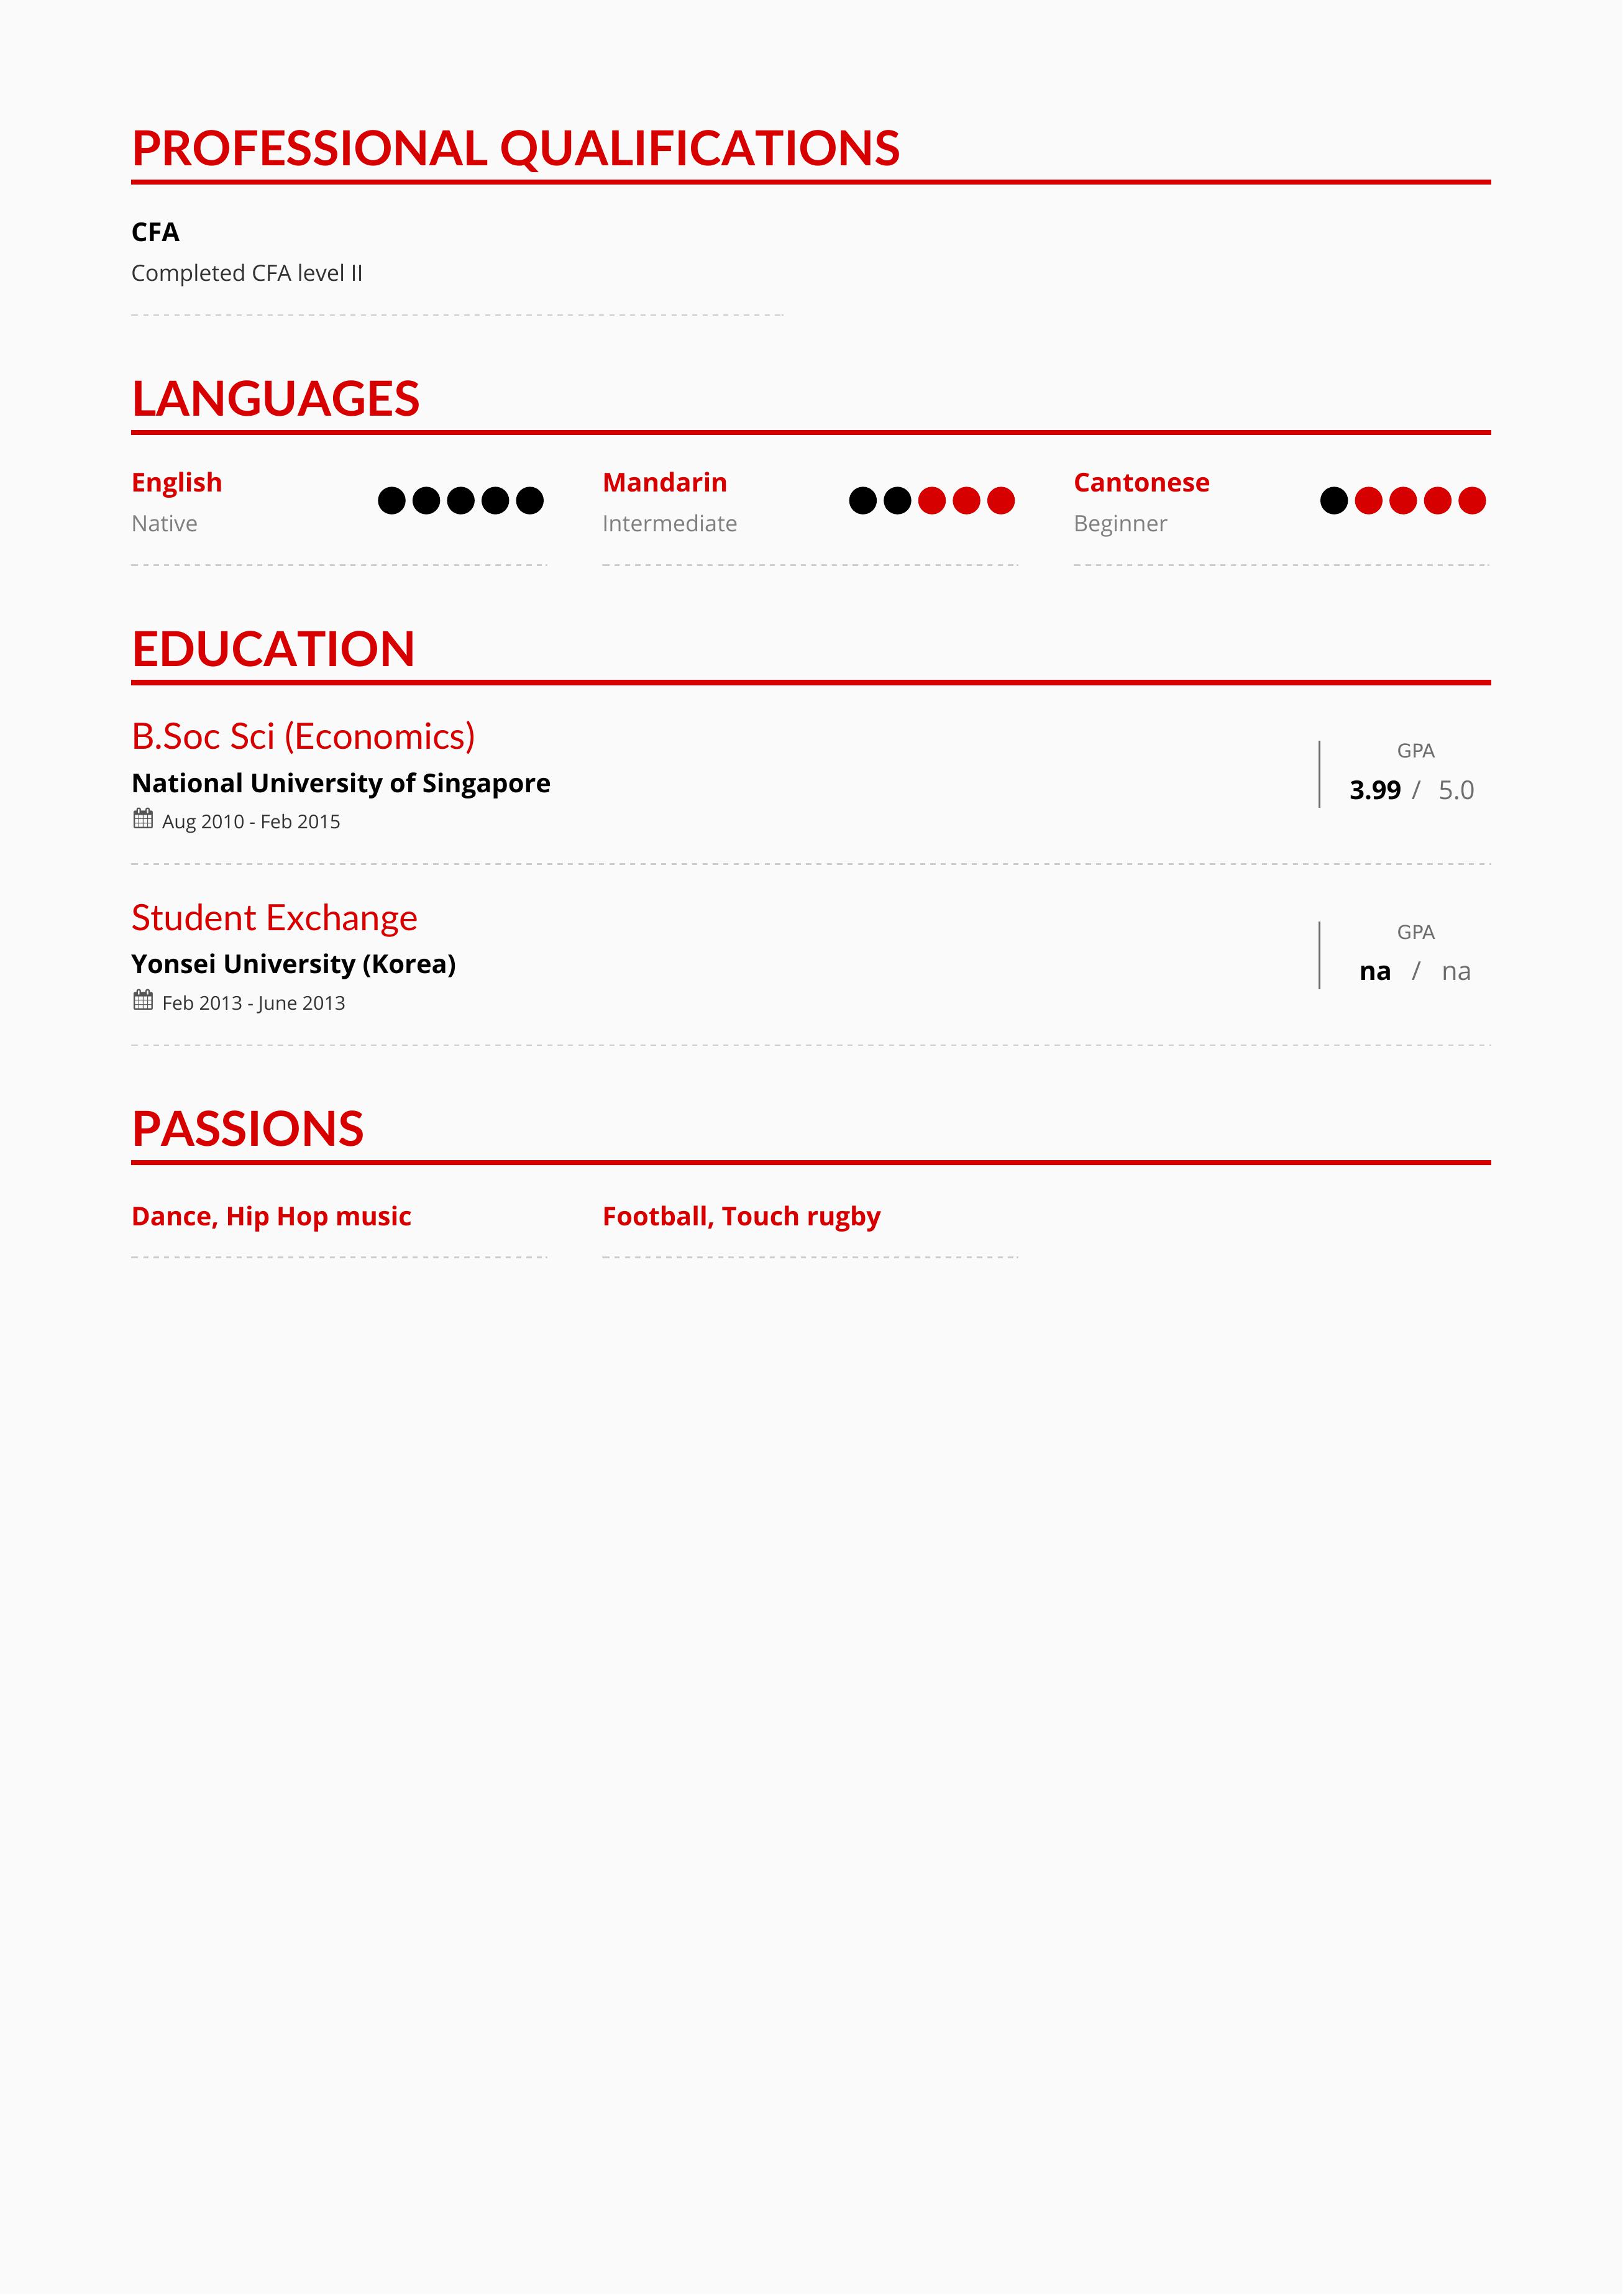 PROFESSIONAL QUALIFICATIONS
CFA
Completed CFA level II
LANGUAGES
English
Native
Mandarin
Intermediate
Cantonese
Beginner
EDUCATION
B.Soc Sci (Economics)
National University of Singapore
Aug 2010 - Feb 2015
GPA
3.99 / 5.0
Student Exchange
Yonsei University (Korea)
Feb 2013 - June 2013
GPA
na / na
PASSIONS
Dance, Hip Hop music
Football, Touch rugby